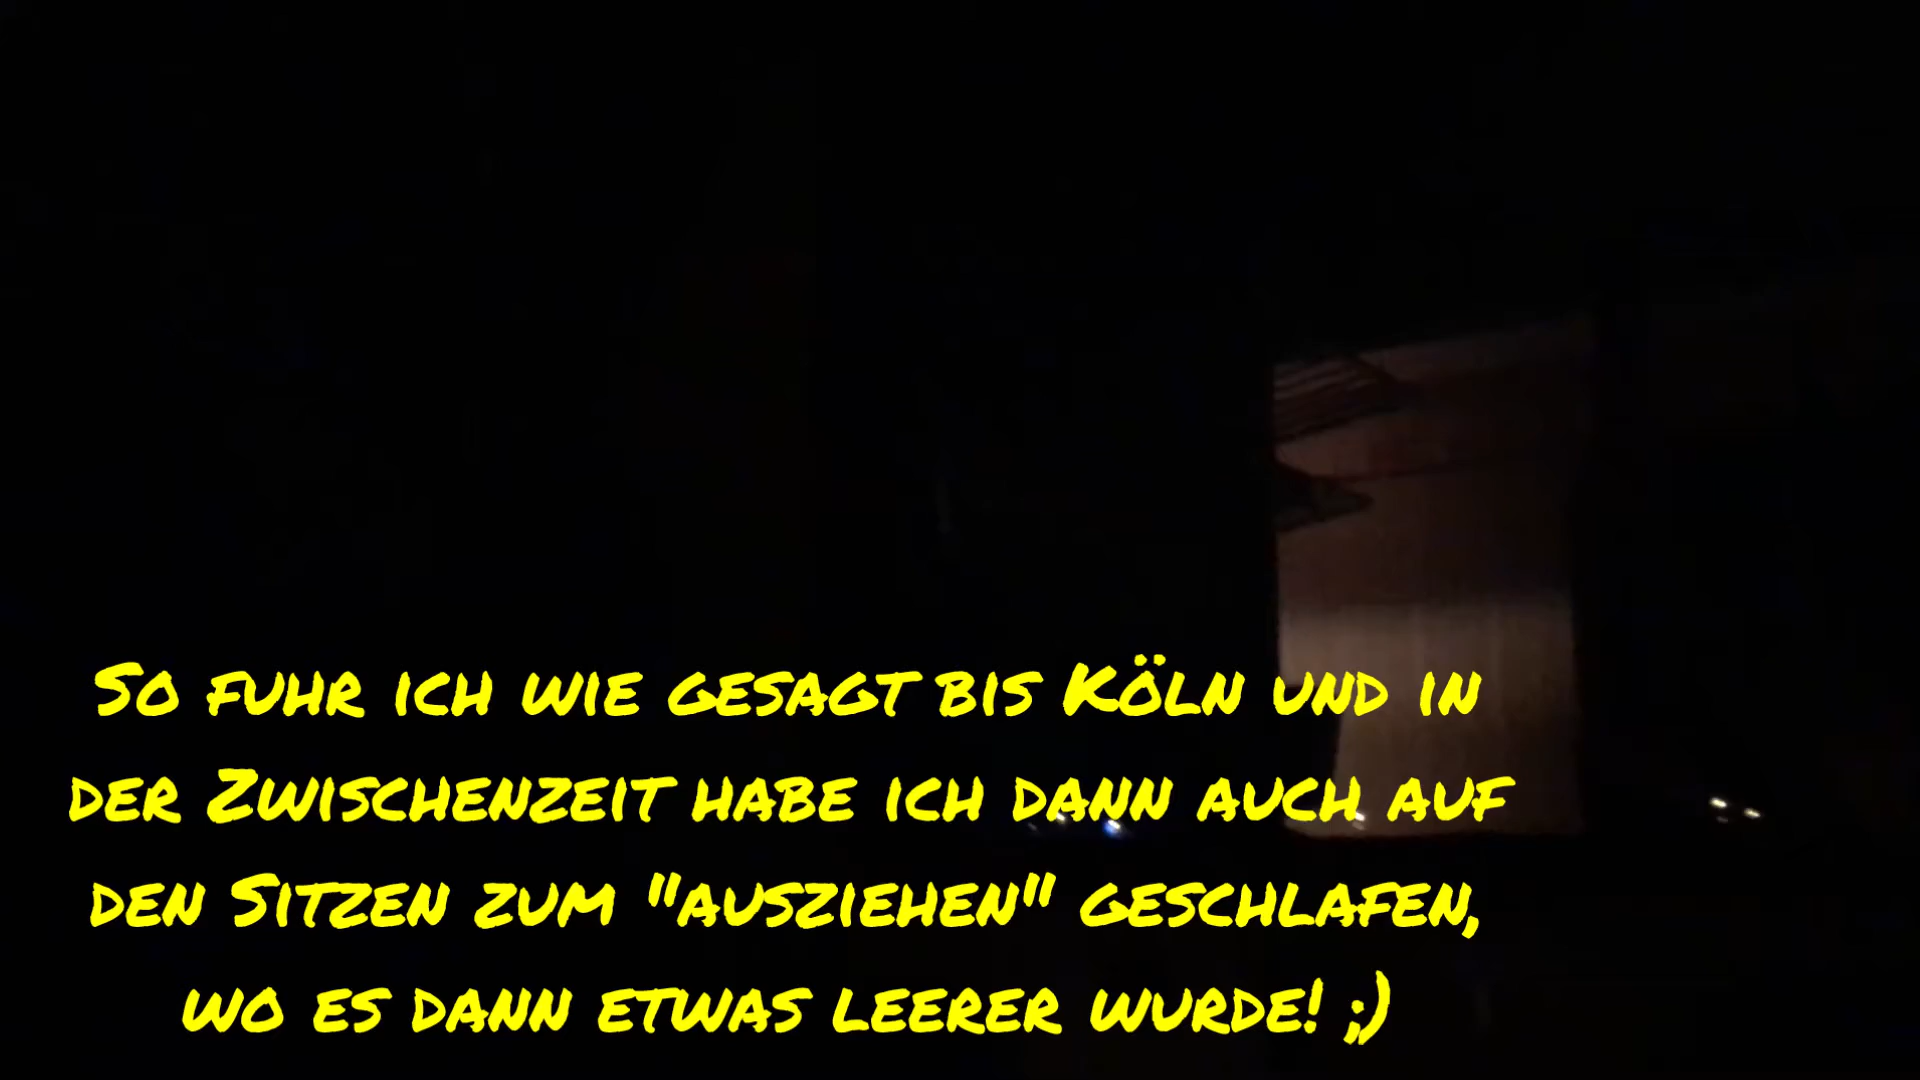 So fuhr ich wie gesagt bis Köln und in
der Zwischenzeit habe ich dann auch auf
den Sitzen zum "ausziehen" geschlafen,
wo es dann etwas leerer wurde! ;)